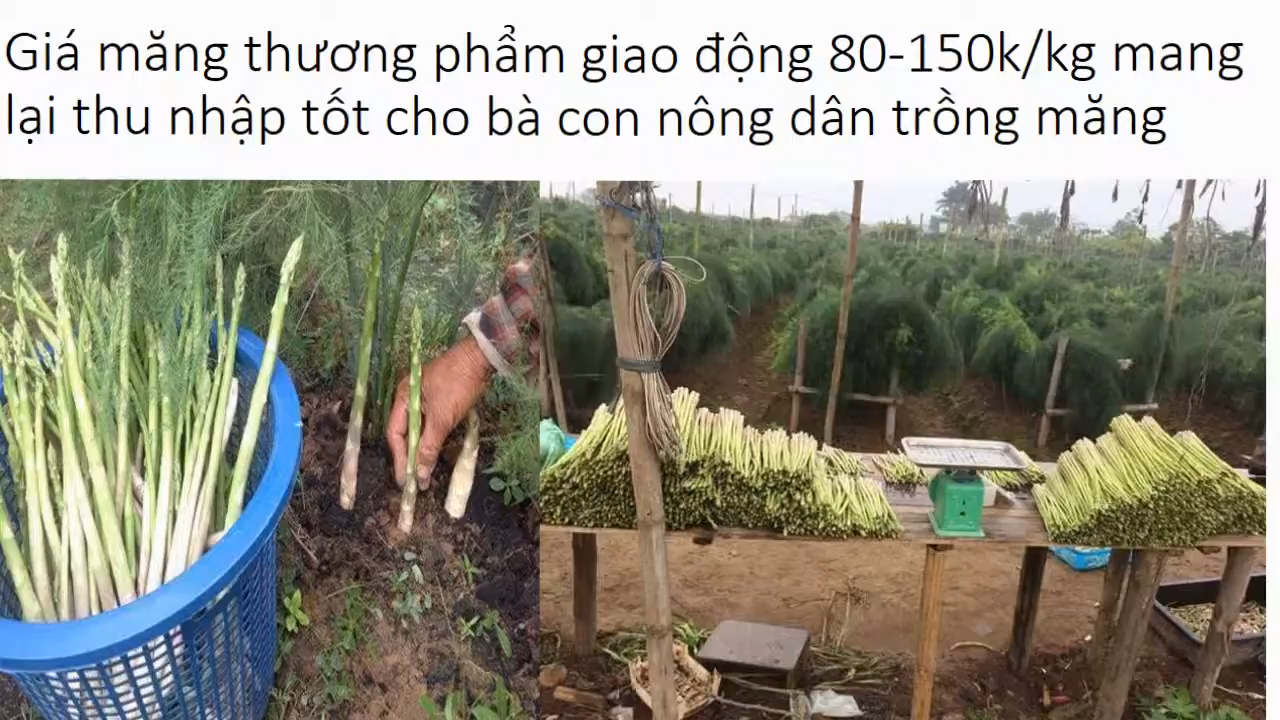 Giá măng thương phẩm giao động 80-150k/kg mang
lại thu nhập tốt cho bà con nông dân trồng măng